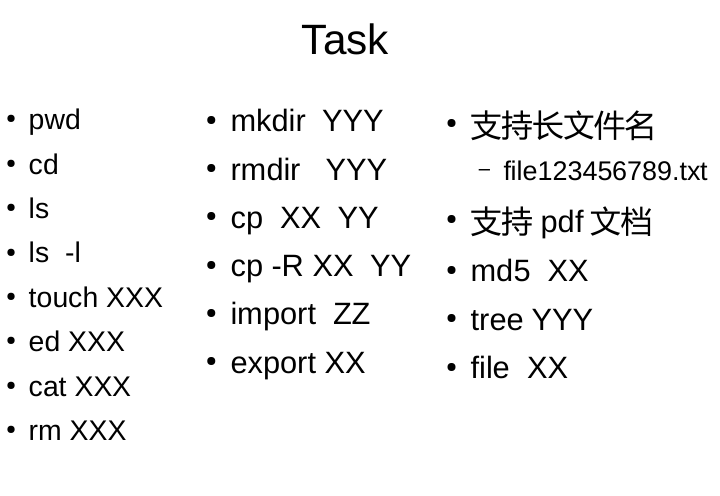 Task
pwd
cd
ls
ls -l
touch XXX
ed XXX
cat XXX
rm XXX
mkdir YYY
rmdir YYY
cp XX YY
cp -R XX YY
import ZZ
export XX
支持长文件名
– file123456789.txt
支持 pdf 文档
md5 XX
tree YYY
file XX